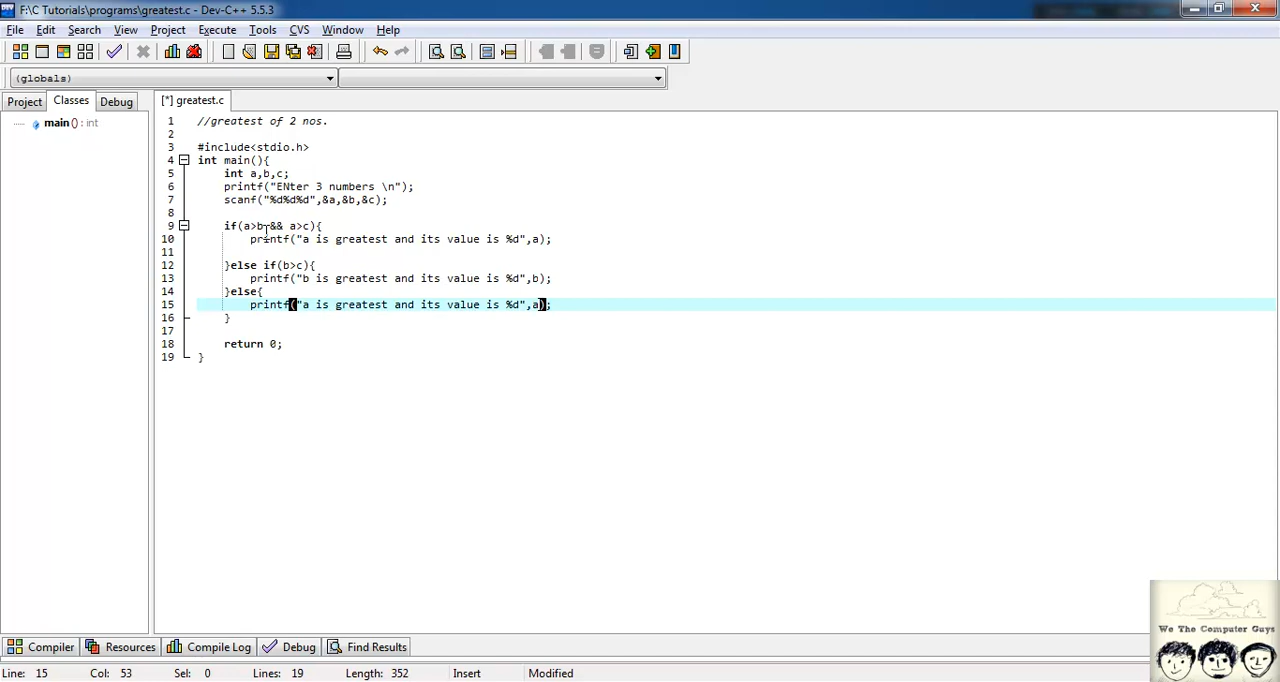 F:\C Tutorials\programs\greatest.c - Dev-C++ 5.5.3
File Edit Search View Project Execute Tools CVS Window Help
(globals)
Project Classes Debug [*] greatest.c
main () : int
1 //greatest of 2 nos.
2
3 #include<stdio.h>
4 int main(){
5 int a,b,c;
6 printf("ENter 3 numbers \n");
7 scanf("%d%d%d",&a,&b,&c);
8
9 if(a>b && a>c){
10 printf("a is greatest and its value is %d",a);
11
12 }else if(b>c){
13 printf("b is greatest and its value is %d",b);
14 }else{
15 printf("a is greatest and its value is %d",a);
16 }
17
18 return 0;
19 }
We The Computer Guys
Compiler Resources Compile Log Debug Find Results
Line: 15 Col: 53 Sel: 0 Lines: 19 Length: 352 Insert Modified